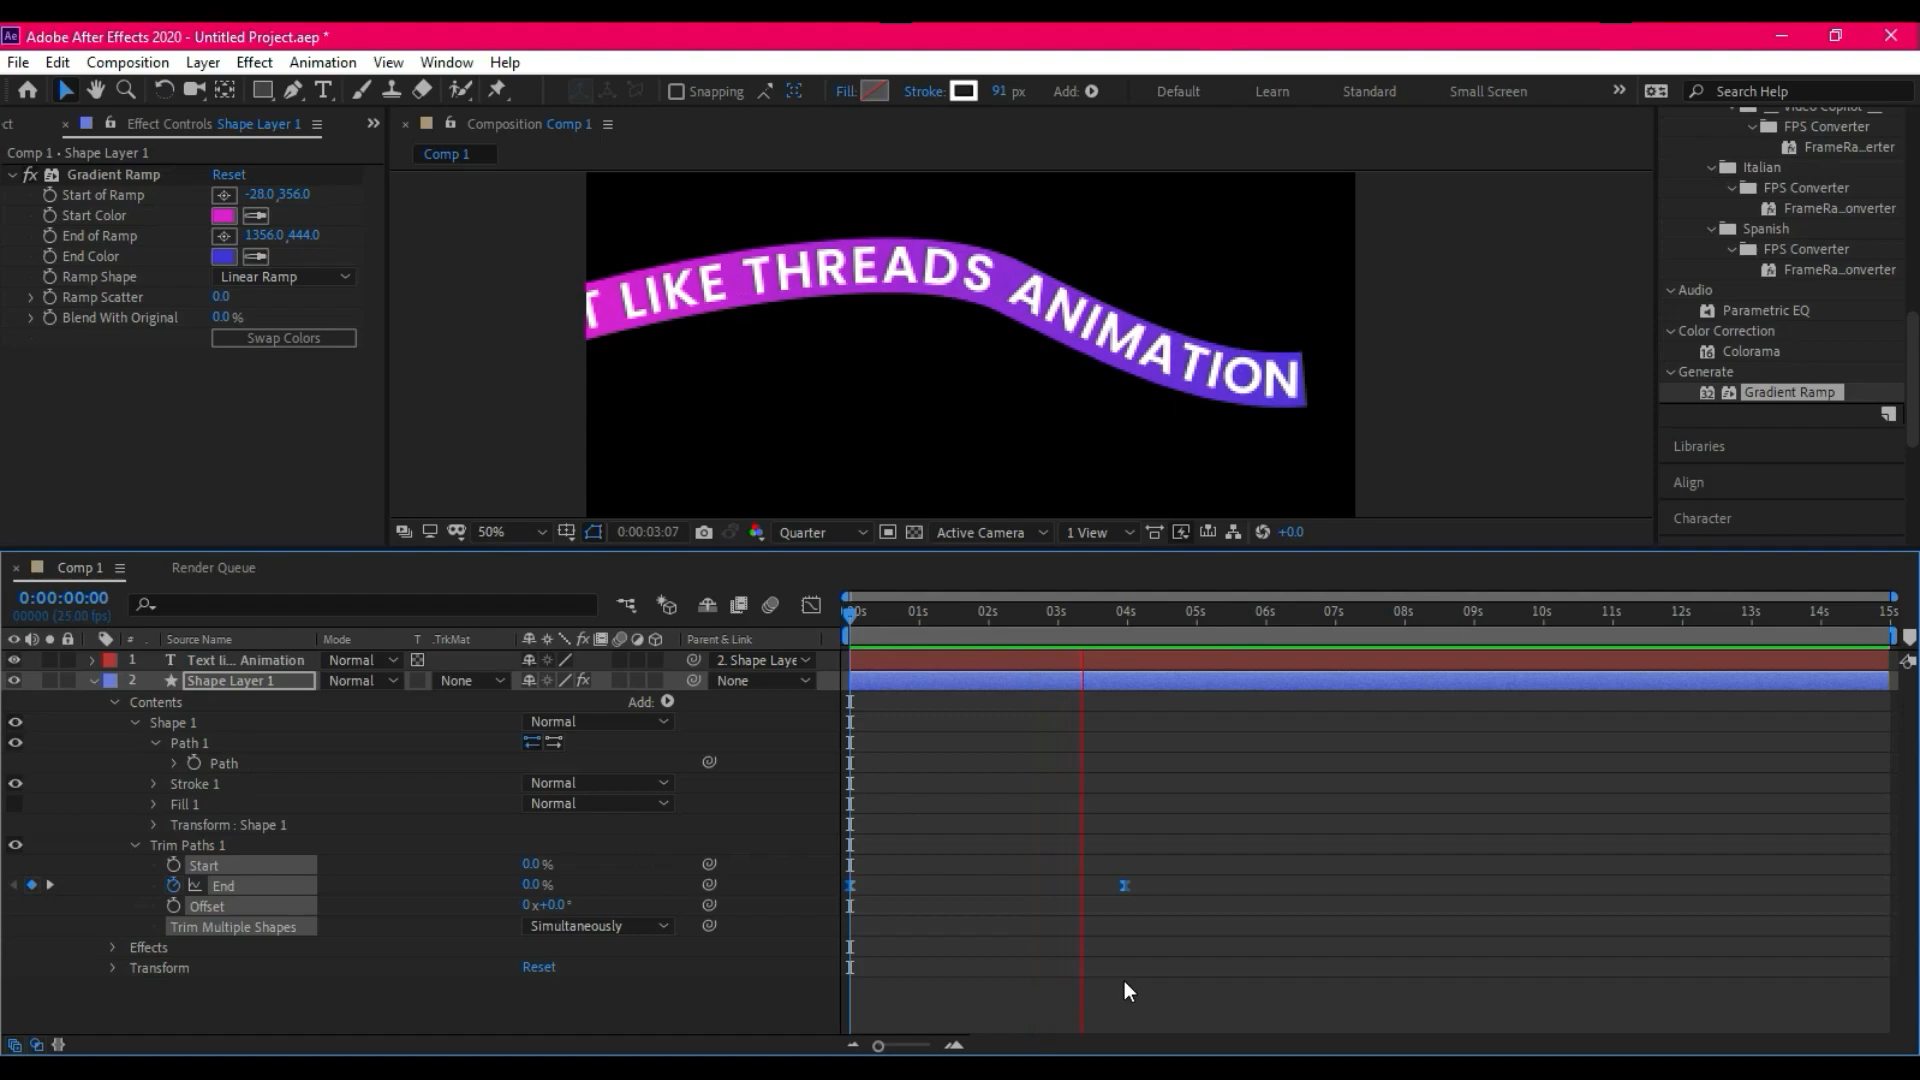 Ae Adobe After Effects 2020 - Untitled Project.aep *
File Edit Composition Layer Effect Animation View Window Help
Snapping Fill: Stroke: 91 px Add: Default Learn Standard Small Screen Search Help
ct Effect Controls Shape Layer 1
Comp 1 • Shape Layer 1
fx Gradient Ramp Reset
Start of Ramp -28.0,356.0
Start Color
End of Ramp 1356.0,444.0
End Color
Ramp Shape Linear Ramp
Ramp Scatter 0.0
Blend With Original 0.0 %
Swap Colors
Composition Comp 1
Comp 1
T LIKE THREADS ANIMATION
50% 0:00:03:07 Quarter Active Camera 1 View +0.0
Video Copilot
FPS Converter
FrameRa...erter
Italian
FPS Converter
FrameRa...onverter
Spanish
FPS Converter
FrameRa...onverter
Audio
Parametric EQ
Color Correction
16 Colorama
Generate
32 Gradient Ramp
Libraries
Align
Character
Comp 1 Render Queue
0:00:00:00
00000 (25.00 fps)
0s 01s 02s 03s 04s 05s 06s 07s 08s 09s 10s 11s 12s 13s 14s 15s
# Source Name Mode T .TrkMat fx Parent & Link
1 T Text li... Animation Normal 2. Shape Laye
2 Shape Layer 1 Normal None fx None
Contents Add:
Shape 1 Normal
Path 1
Path
Stroke 1 Normal
Fill 1 Normal
Transform : Shape 1
Trim Paths 1
Start 0.0 %
End 0.0 %
Offset 0x+0.0°
Trim Multiple Shapes Simultaneously
Effects
Transform Reset